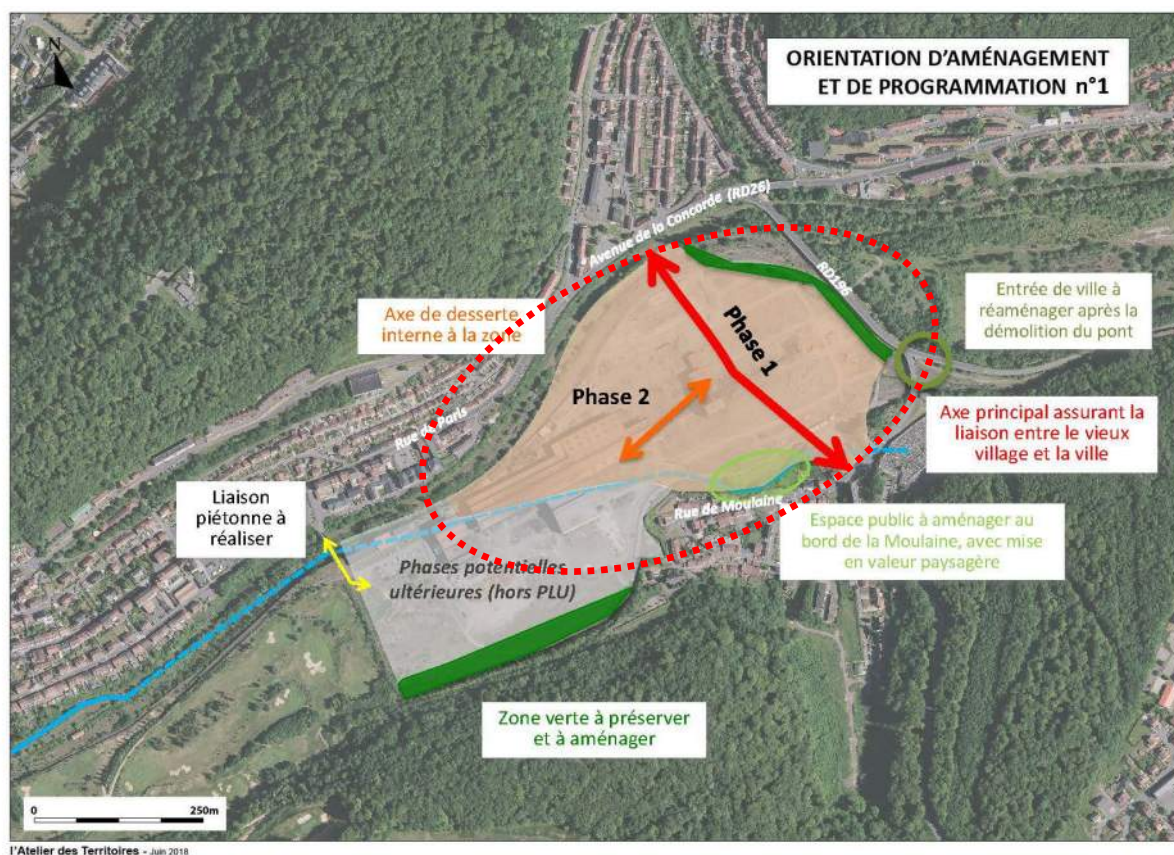 N
ORIENTATION D'AMÉNAGEMENT
ET DE PROGRAMMATION n°1
Avenue de la Concorde (RD26)
RD196
Entrée de ville à
réaménager après la
démolition du pont
Axe de desserte
interne à la zone
Phase 1
Phase 2
Rue de Paris
Axe principal assurant la
liaison entre le vieux
village et la ville
Liaison
piétonne à
réaliser
Rue de Moulaine
Espace public à aménager au
bord de la Moulaine, avec mise
en valeur paysagère
Phases potentielles
ultérieures (hors PLU)
Zone verte à préserver
et à aménager
0 250m
l'Atelier des Territoires - Juin 2018